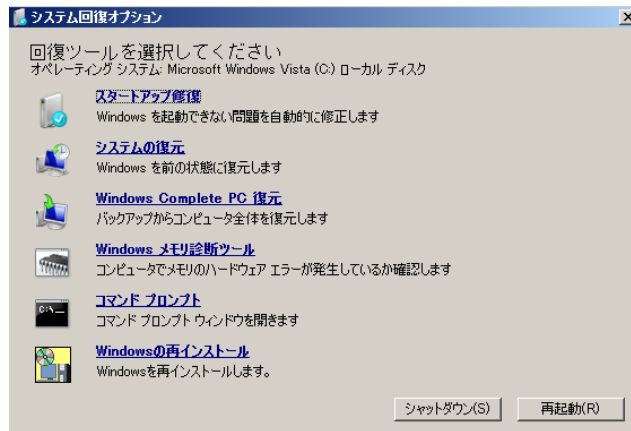 システム回復オプション
回復ツールを選択してください
オペレーティング システム: Microsoft Windows Vista (C:) ローカル ディスク
スタートアップ修復
Windows を起動できない問題を自動的に修正します
システムの復元
Windows を前の状態に復元します
Windows Complete PC 復元
バックアップからコンピュータ全体を復元します
Windows メモリ診断ツール
コンピュータでメモリのハードウェア エラーが発生しているか確認します
C:\_
コマンド プロンプト
コマンド プロンプト ウィンドウを開きます
Windowsの再インストール
Windowsを再インストールします。
シャットダウン(S)
再起動(R)